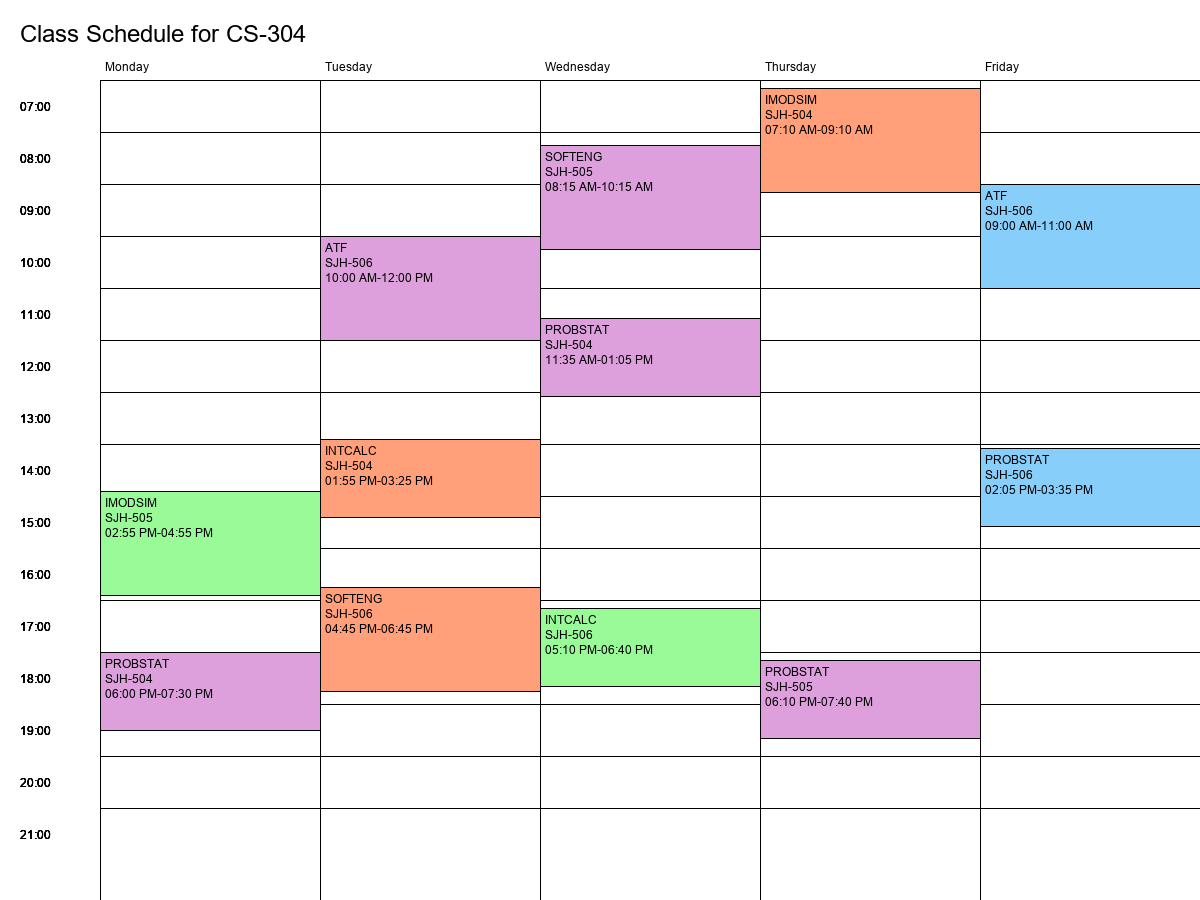 Class Schedule for CS-304
Monday
Tuesday
Wednesday
Thursday
Friday
07:00
08:00
09:00
10:00
11:00
12:00
13:00
14:00
15:00
16:00
17:00
18:00
19:00
20:00
21:00
IMODSIM
SJH-505
02:55 PM-04:55 PM
PROBSTAT
SJH-504
06:00 PM-07:30 PM
ATF
SJH-506
10:00 AM-12:00 PM
INTCALC
SJH-504
01:55 PM-03:25 PM
SOFTENG
SJH-506
04:45 PM-06:45 PM
SOFTENG
SJH-505
08:15 AM-10:15 AM
PROBSTAT
SJH-504
11:35 AM-01:05 PM
INTCALC
SJH-506
05:10 PM-06:40 PM
IMODSIM
SJH-504
07:10 AM-09:10 AM
PROBSTAT
SJH-505
06:10 PM-07:40 PM
ATF
SJH-506
09:00 AM-11:00 AM
PROBSTAT
SJH-506
02:05 PM-03:35 PM